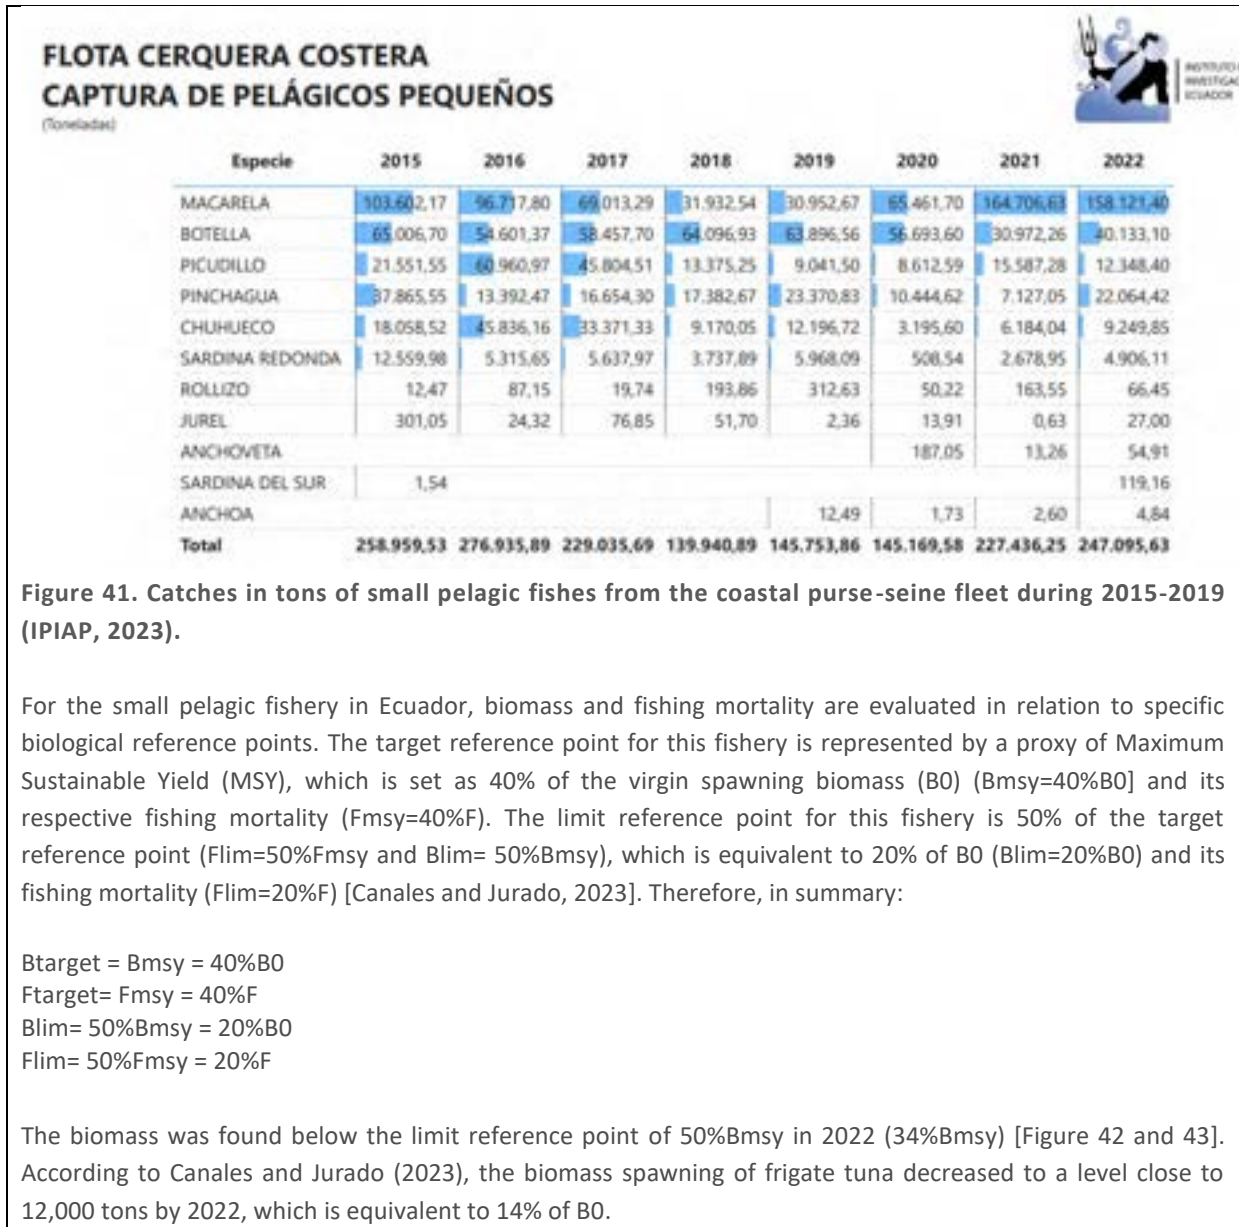 FLOTA CERQUERA COSTERA
CAPTURA DE PELÁGICOS PEQUEÑOS
(Toneladas)
INSTITUTO
INVESTIGAC
ECUADOR
Especie 2015 2016 2017 2018 2019 2020 2021 2022
MACARELA 103.602,17 96.717,80 69.013,29 31.932,54 30.952,67 65.461,70 164.706,63 158.121,40
BOTELLA 65.006,70 54.601,37 58.457,70 64.096,93 63.896,56 56.693,60 30.972,26 40.133,10
PICUDILLO 21.551,55 60.960,97 45.804,51 13.375,25 9.041,50 8.612,59 15.587,28 12.348,40
PINCHAGUA 37.865,55 13.392,47 16.654,30 17.382,67 23.370,83 10.444,62 7.127,05 22.064,42
CHUHUECO 18.058,52 45.836,16 33.371,33 9.170,05 12.196,72 3.195,60 6.184,04 9.249,85
SARDINA REDONDA 12.559,98 5.315,65 5.637,97 3.737,89 5.968,09 508,54 2.678,95 4.906,11
ROLLIZO 12,47 87,15 19,74 193,86 312,63 50,22 163,55 66,45
JUREL 301,05 24,32 76,85 51,70 2,36 13,91 0,63 27,00
ANCHOVETA 187,05 13,26 54,91
SARDINA DEL SUR 1,54 119,16
ANCHOA 12,49 1,73 2,60 4,84
Total 258.959,53 276.935,89 229.035,69 139.940,89 145.753,86 145.169,58 227.436,25 247.095,63
Figure 41. Catches in tons of small pelagic fishes from the coastal purse-seine fleet during 2015-2019
(IPIAP, 2023).
For the small pelagic fishery in Ecuador, biomass and fishing mortality are evaluated in relation to specific
biological reference points. The target reference point for this fishery is represented by a proxy of Maximum
Sustainable Yield (MSY), which is set as 40% of the virgin spawning biomass (B0) (Bmsy=40%B0] and its
respective fishing mortality (Fmsy=40%F). The limit reference point for this fishery is 50% of the target
reference point (Flim=50%Fmsy and Blim= 50%Bmsy), which is equivalent to 20% of B0 (Blim=20%B0) and its
fishing mortality (Flim=20%F) [Canales and Jurado, 2023]. Therefore, in summary:
Btarget = Bmsy = 40%B0
Ftarget= Fmsy = 40%F
Blim= 50%Bmsy = 20%B0
Flim= 50%Fmsy = 20%F
The biomass was found below the limit reference point of 50%Bmsy in 2022 (34%Bmsy) [Figure 42 and 43].
According to Canales and Jurado (2023), the biomass spawning of frigate tuna decreased to a level close to
12,000 tons by 2022, which is equivalent to 14% of B0.